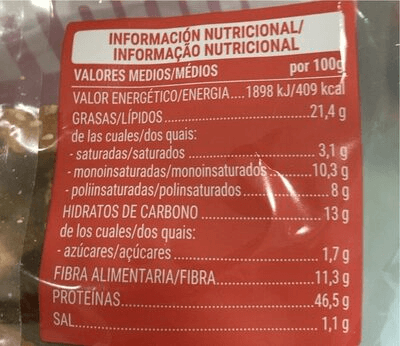 INFORMACIÓN NUTRICIONAL/
INFORMAÇÃO NUTRICIONAL
VALORES MEDIOS/MÉDIOS por 100g
VALOR ENERGÉTICO/ENERGIA....1898 kJ/409 kcal
GRASAS/LÍPIDOS..............................21,4 g
de las cuales/dos quais:
- saturadas/saturados ........................3,1 g
- monoinsaturadas/monoinsaturados..........10,3 g
- poliinsaturadas/polinsaturados................8 g
HIDRATOS DE CARBONO ......................13 g
de los cuales/dos quais:
- azúcares/açúcares ..........................1,7 g
FIBRA ALIMENTARIA/FIBRA..................11,3 g
PROTEÍNAS....................................46,5 g
SAL...........................................1,1 g